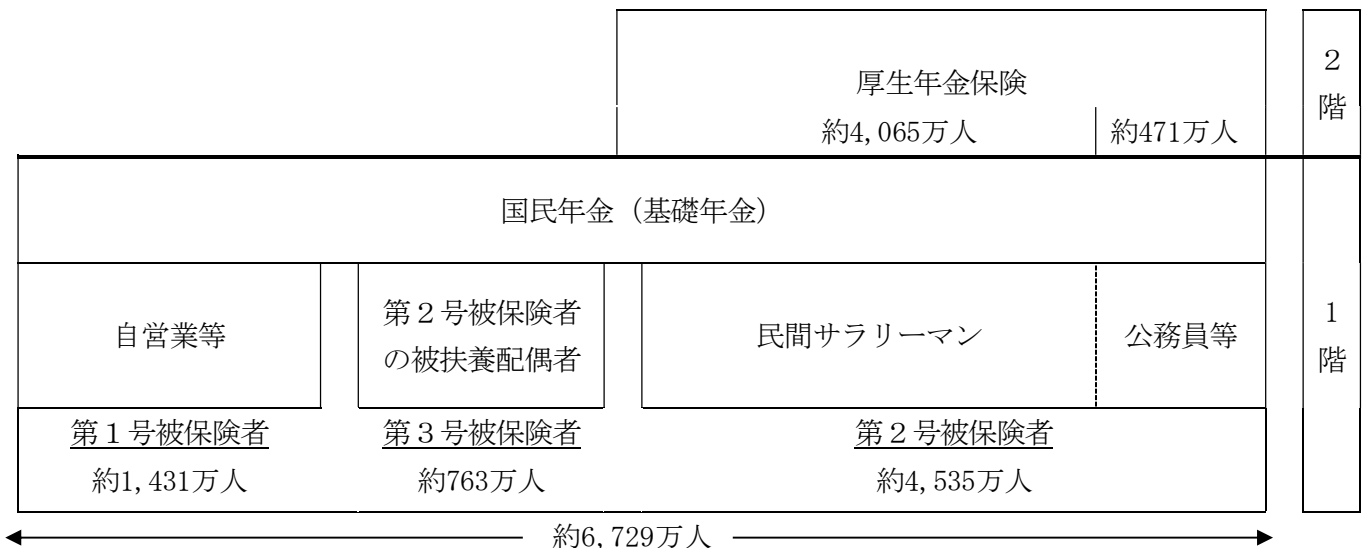 厚生年金保険
約4,065万人
約471万人
2
階
国民年金（基礎年金）
自営業等
第２号被保険者
の被扶養配偶者
民間サラリーマン
公務員等
1
階
第１号被保険者
第３号被保険者
第２号被保険者
約1,431万人
約763万人
約4,535万人
約6,729万人